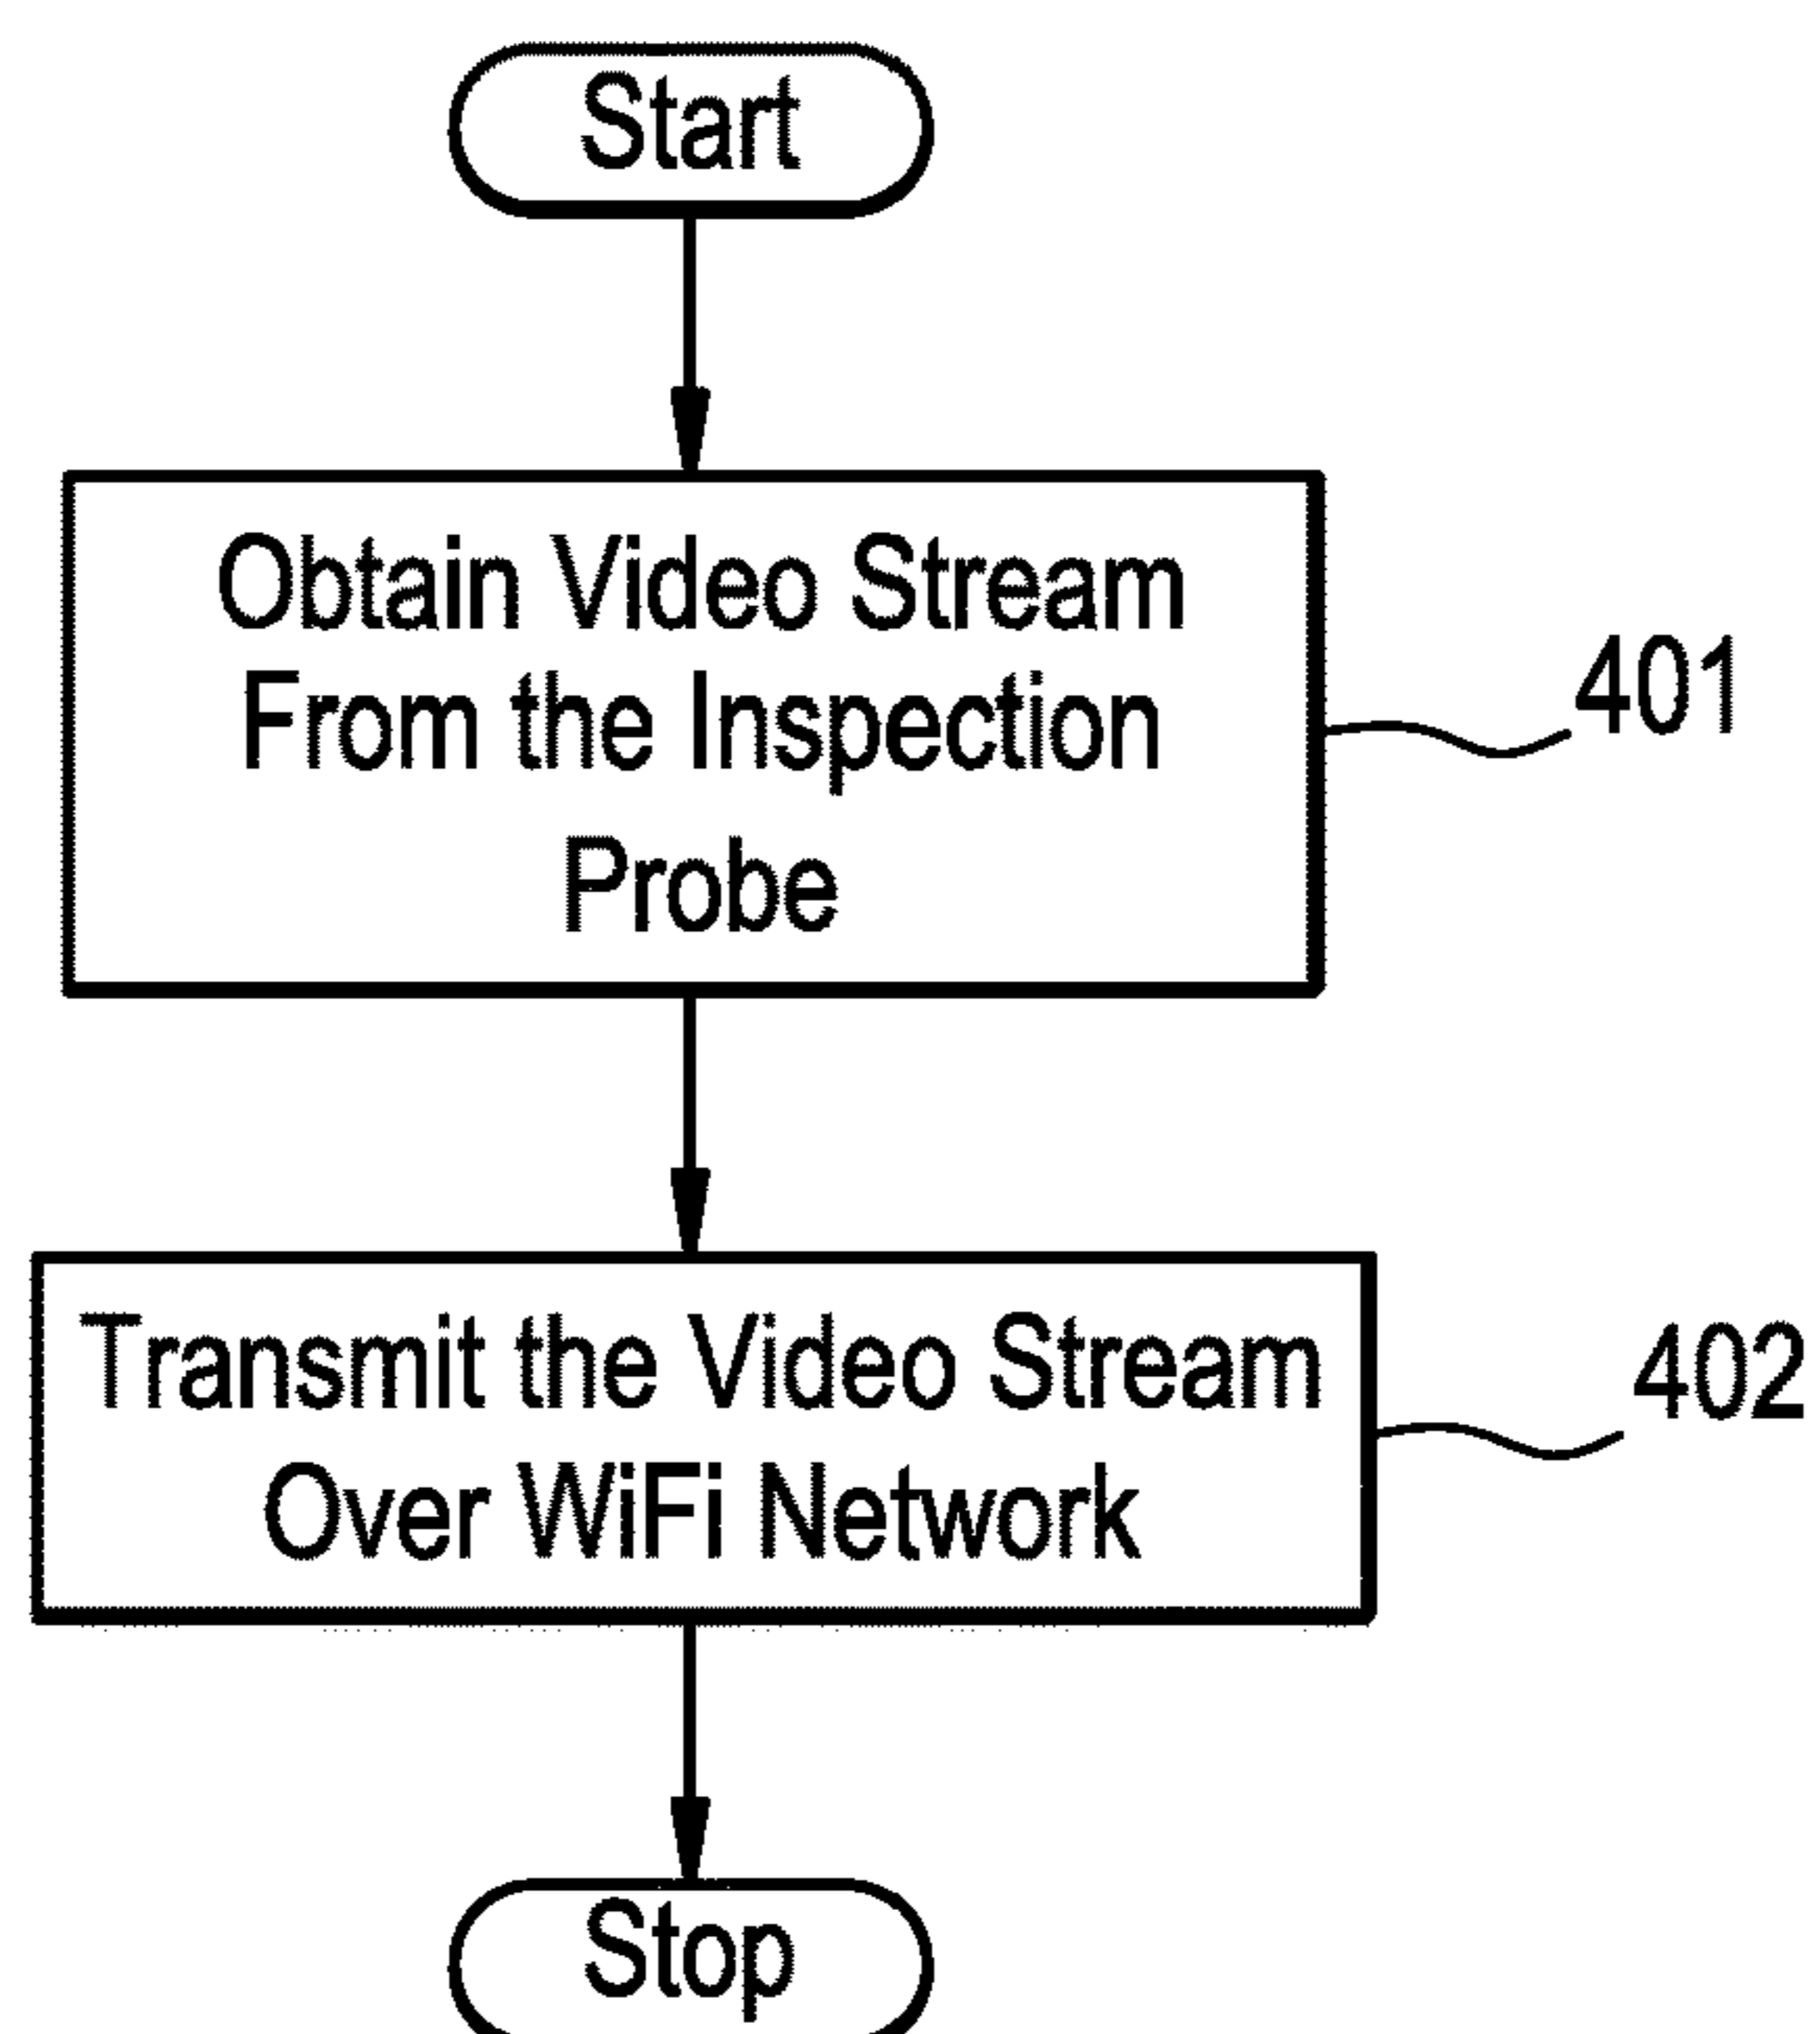 Start
Obtain Video Stream
From the Inspection
Probe
401
Transmit the Video Stream
Over WiFi Network
402
Stop